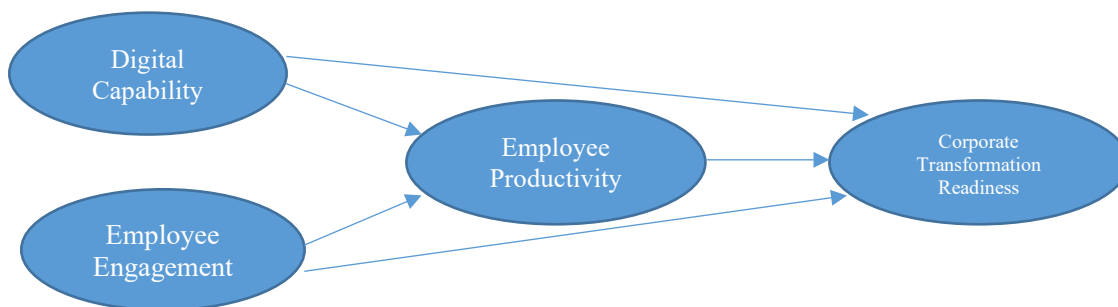 Digital
Capability
Employee
Productivity
Corporate
Transformation
Readiness
Employee
Engagement